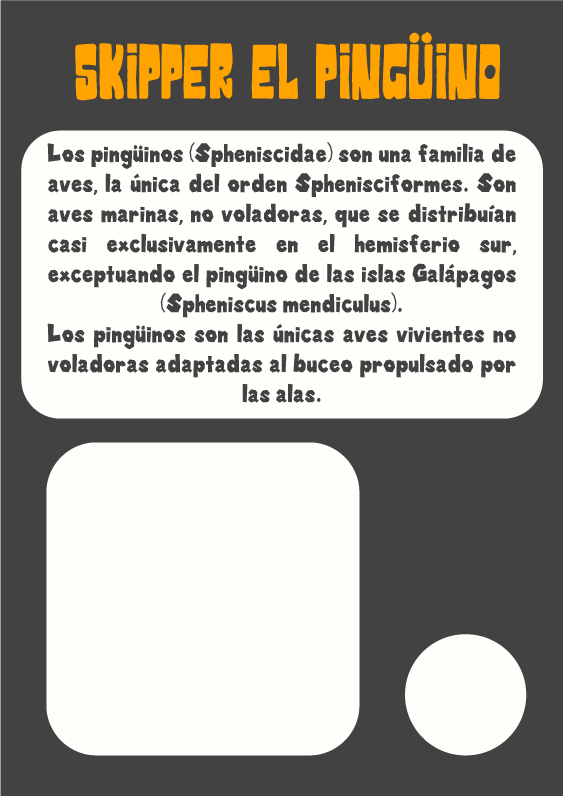 SKIPPER EL PINGÜINO
Los pingüinos (Spheniscidae) son una familia de
aves, la única del orden Sphenisciformes. Son
aves marinas, no voladoras, que se distribuían
casi exclusivamente en el hemisferio sur,
exceptuando el pingüino de las islas Galápagos
(Spheniscus mendiculus).
Los pingüinos son las únicas aves vivientes no
voladoras adaptadas al buceo propulsado por
las alas.